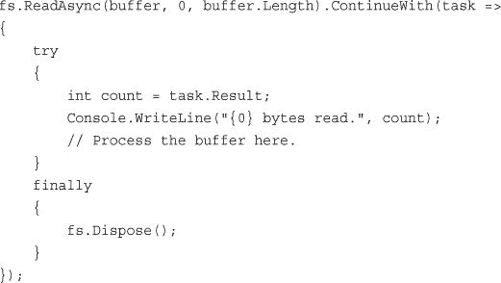 fs.ReadAsync(buffer, 0, buffer.Length).ContinueWith(task =>
{
    try
    {
        int count = task.Result;
        Console.WriteLine("{0} bytes read.", count);
        // Process the buffer here.
    }
    finally
    {
        fs.Dispose();
    }
});